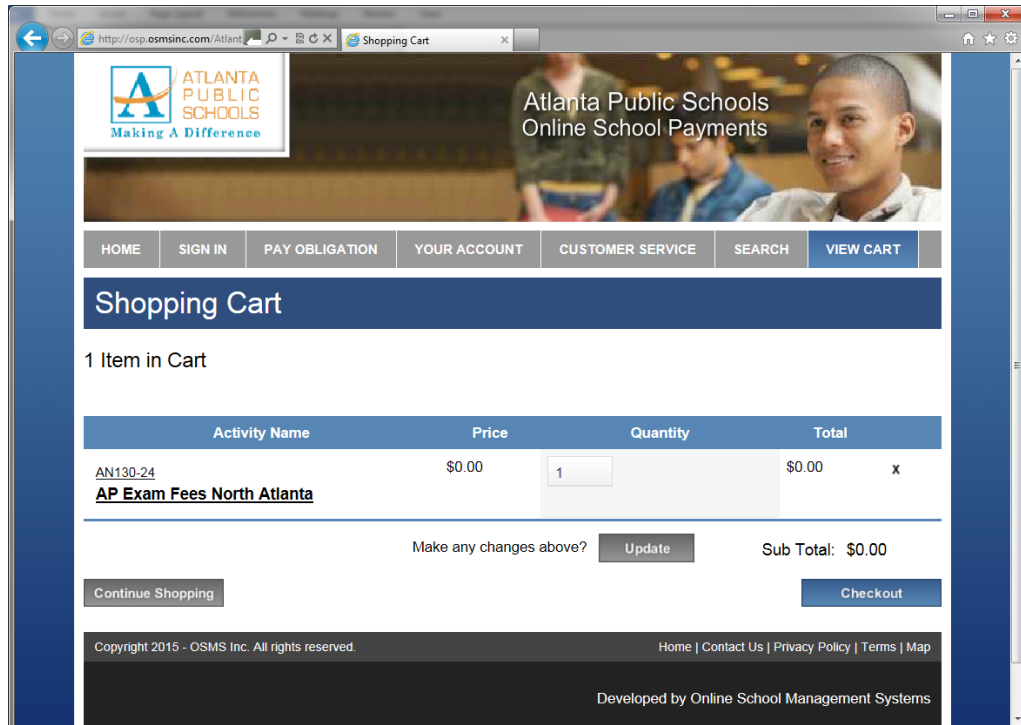 http://osp.osmsinc.com/Atlant
Shopping Cart
ATLANTA
PUBLIC
SCHOOLS
Making A Difference
Atlanta Public Schools
Online School Payments
HOME SIGN IN PAY OBLIGATION YOUR ACCOUNT CUSTOMER SERVICE SEARCH VIEW CART
Shopping Cart
1 Item in Cart
Activity Name Price Quantity Total
AN130-24 $0.00 1 $0.00 x
AP Exam Fees North Atlanta
Make any changes above? Update Sub Total: $0.00
Continue Shopping Checkout
Copyright 2015 - OSMS Inc. All rights reserved. Home | Contact Us | Privacy Policy | Terms | Map
Developed by Online School Management Systems